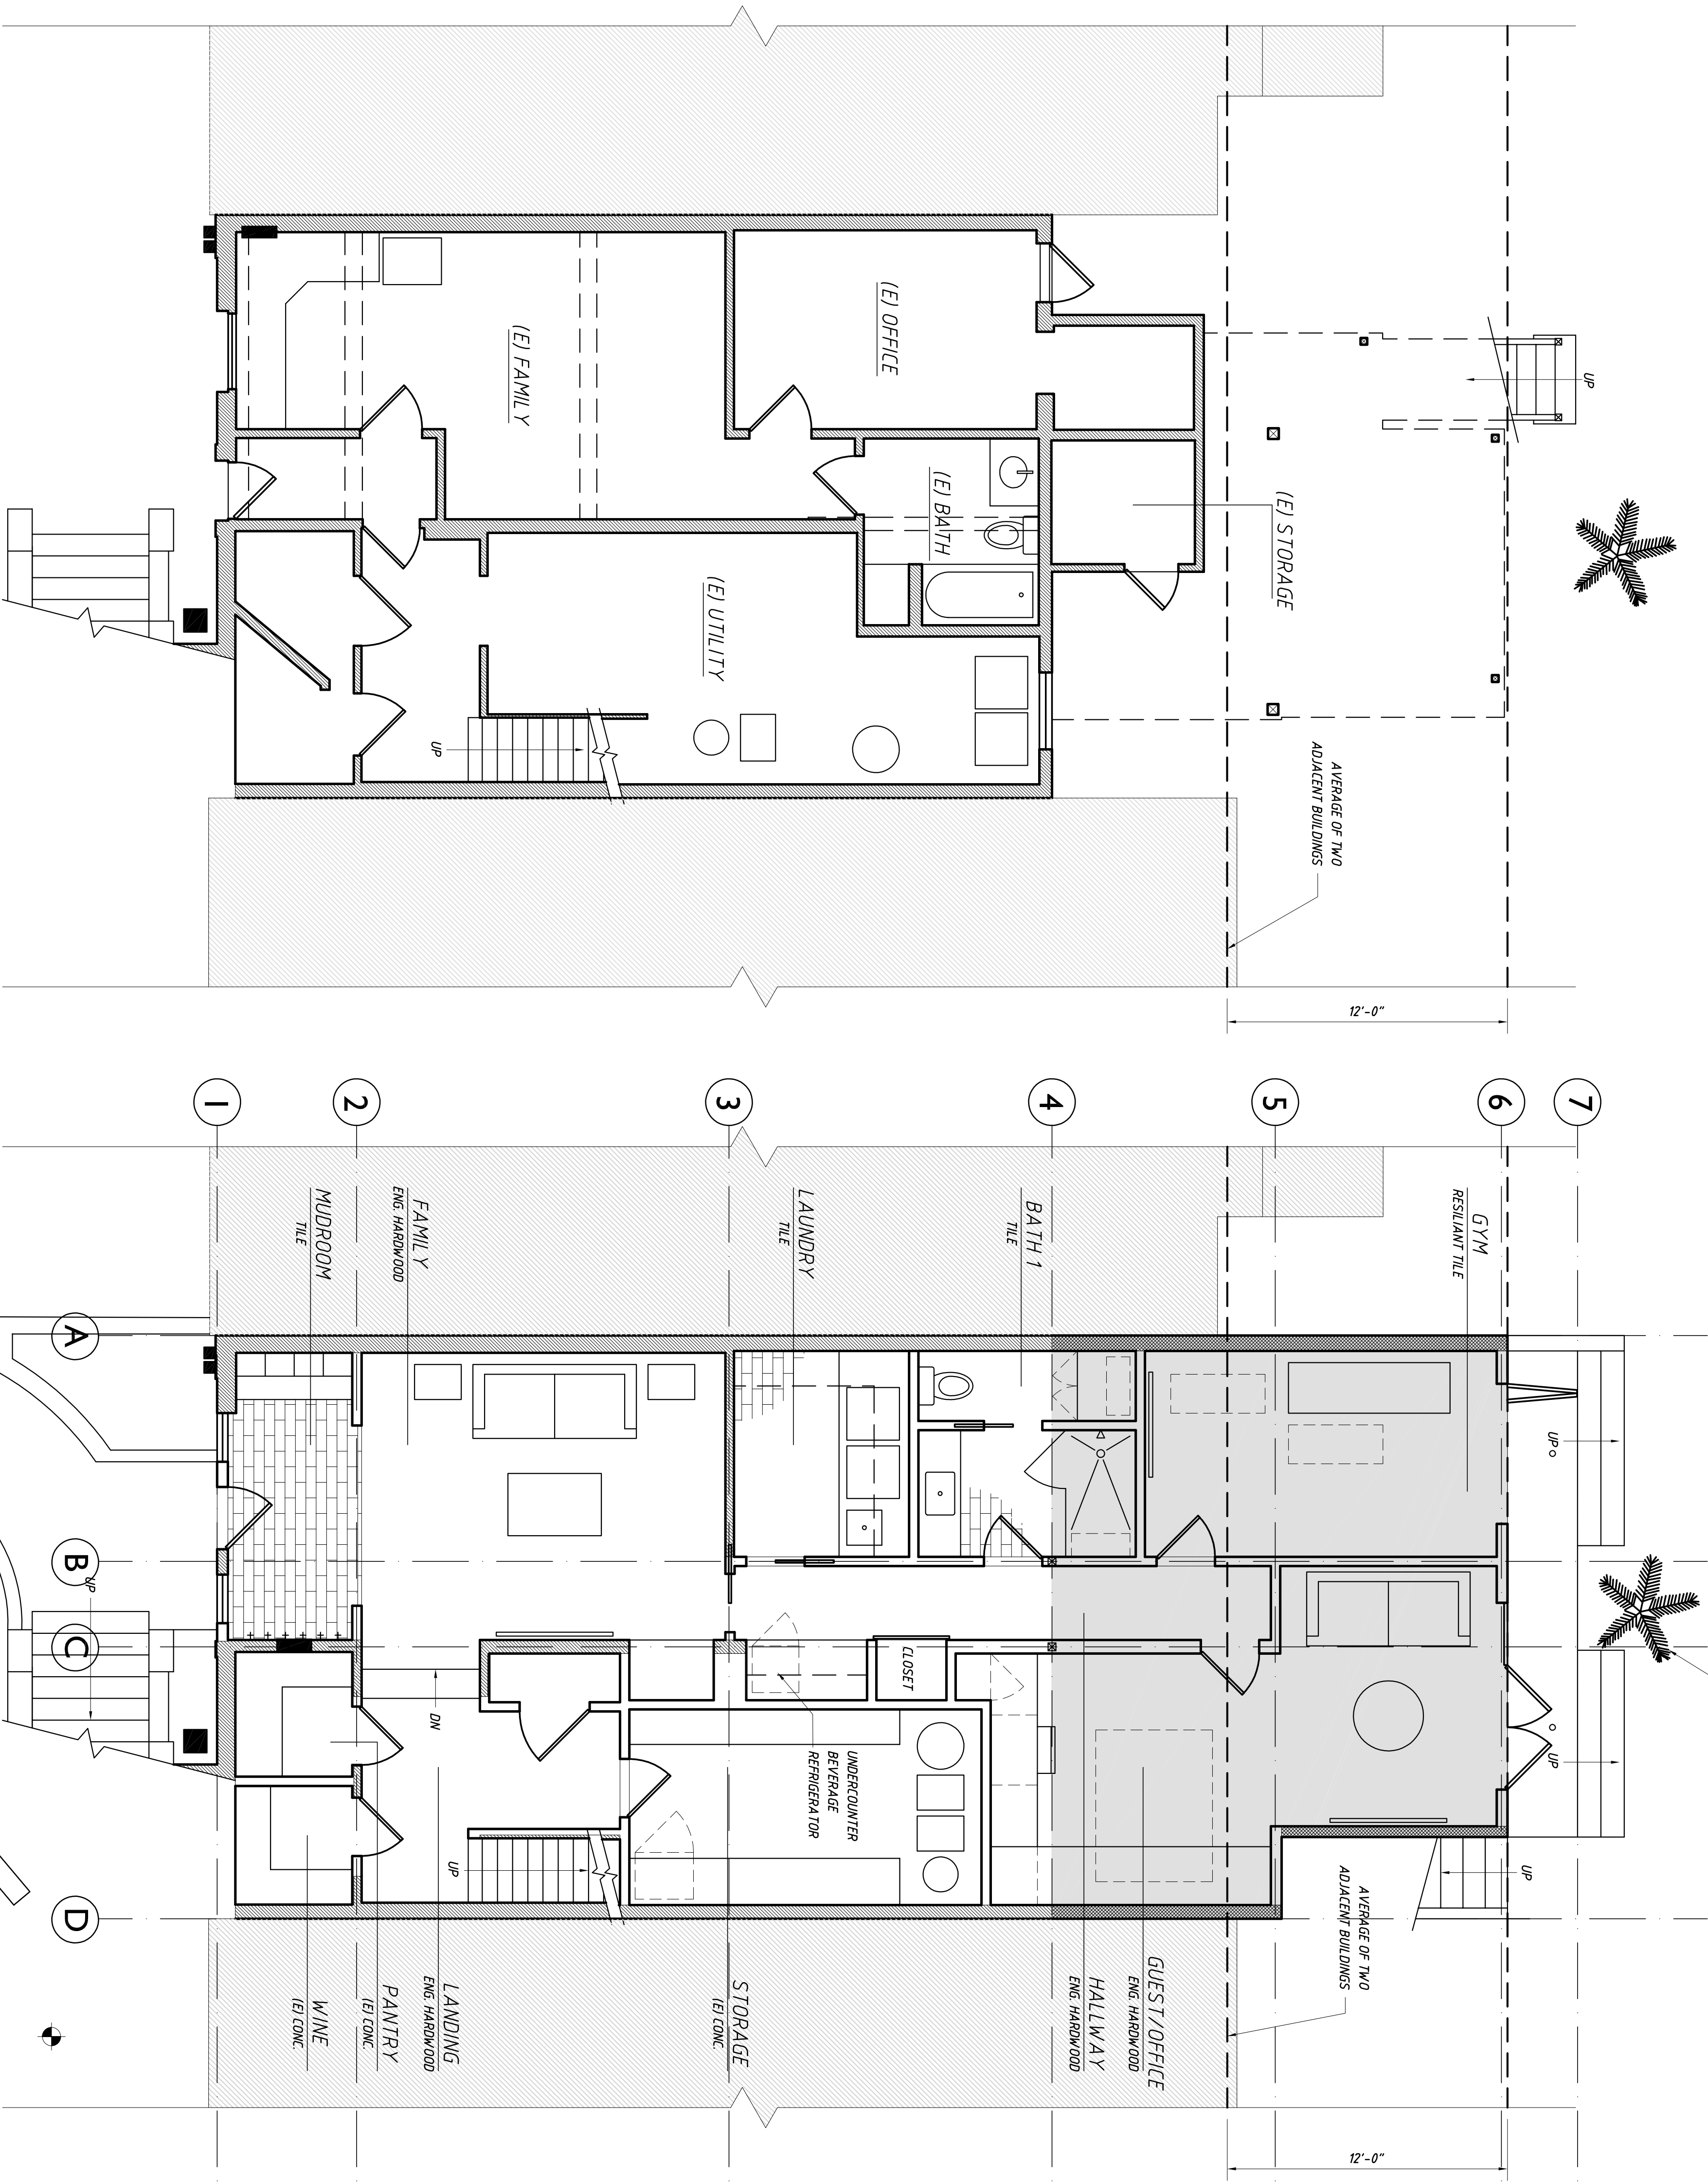 (E) OFFICE
(E) FAMILY
(E) BATH
(E) STORAGE
(E) UTILITY
UP
UP
AVERAGE OF TWO
ADJACENT BUILDINGS
12'-0"
1
2
3
4
5
6
7
A
B
C
D
GYM
RESILIANT TILE
BATH 1
TILE
LAUNDRY
TILE
FAMILY
ENG. HARDWOOD
MUDROOM
TILE
UP
UP
UP
UP
CLOSET
DN
UNDERCOUNTER
BEVERAGE
REFRIGERATOR
UP
AVERAGE OF TWO
ADJACENT BUILDINGS
GUEST/OFFICE
ENG. HARDWOOD
HALLWAY
ENG. HARDWOOD
STORAGE
(E) CONC.
LANDING
ENG. HARDWOOD
PANTRY
(E) CONC.
WINE
(E) CONC.
12'-0"